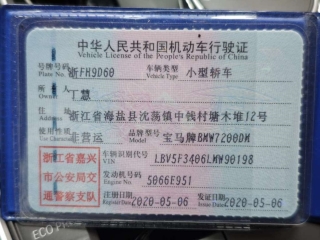 中华人民共和国机动车行驶证
Vehicle License of the People's Republic of China
号牌号码 浙FH9D60 车辆类型 小型轿车
Plate No. Vehicle Type
所有人 丁慧
Owner
住址 浙江省海盐县沈荡镇中钱村塘木堆12号
Address
使用性质 非营运 品牌型号 宝马牌BMW7200DM
Use Character Model
浙江省嘉兴
市公安局交
通警察支队
车辆识别代号 LBV5F3406LMW90198
VIN
发动机号码 5066E951
Engine No.
注册日期 2020-05-06 发证日期 2020-05-06
Register Date Issue Date
ECO PRO